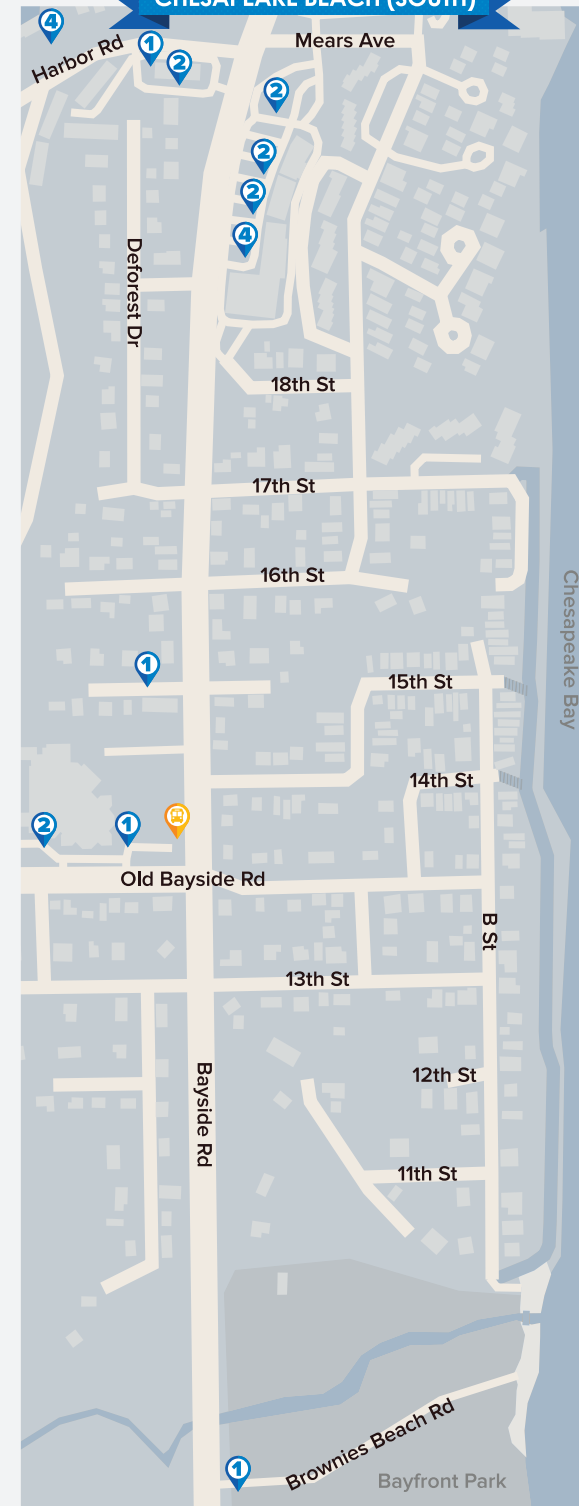 CHESAPEAKE BEACH (SOUTH)
4
Harbor Rd
1
2
Mears Ave
2
2
2
4
Deforest Dr
18th St
17th St
16th St
Chesapeake Bay
1
15th St
14th St
2
1
Old Bayside Rd
B St
13th St
Bayside Rd
12th St
11th St
Brownies Beach Rd
1
Bayfront Park